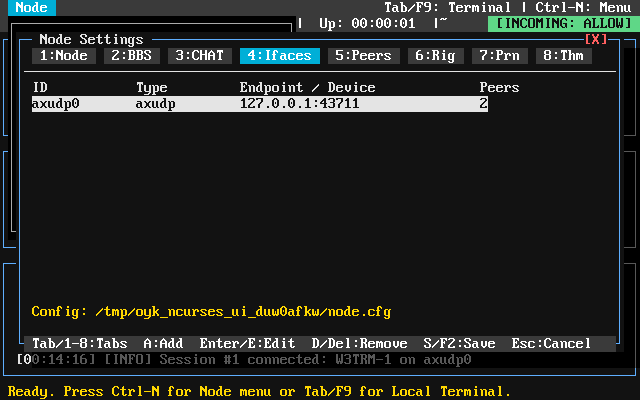 Node Tab/F9: Terminal | Ctrl-N: Menu
| Up: 00:00:01 |~ [INCOMING: ALLOW]
Node Settings [X]
1:Node 2:BBS 3:CHAT 4:Ifaces 5:Peers 6:Rig 7:Prn 8:Thm
ID Type Endpoint / Device Peers
axudp0 axudp 127.0.0.1:43711 2
Config: /tmp/oyk_ncurses_ui_duw0afkw/node.cfg
Tab/1-8:Tabs A:Add Enter/E:Edit D/Del:Remove S/F2:Save Esc:Cancel
[00:14:16] [INFO] Session #1 connected: W3TRM-1 on axudp0
Ready. Press Ctrl-N for Node menu or Tab/F9 for Local Terminal.